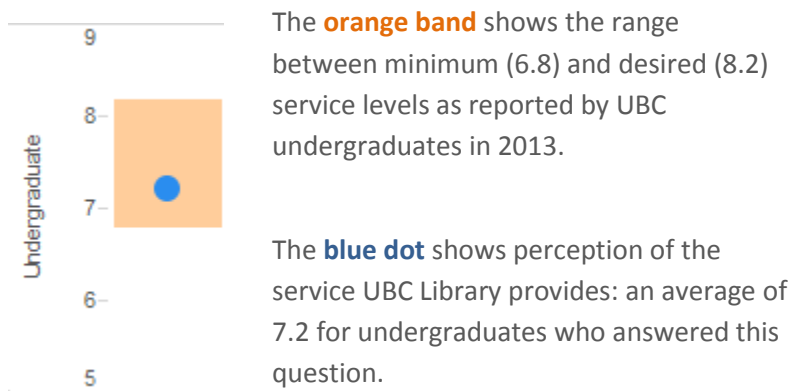 9
8
7
6
5
Undergraduate
The orange band shows the range
between minimum (6.8) and desired (8.2)
service levels as reported by UBC
undergraduates in 2013.
The blue dot shows perception of the
service UBC Library provides: an average of
7.2 for undergraduates who answered this
question.